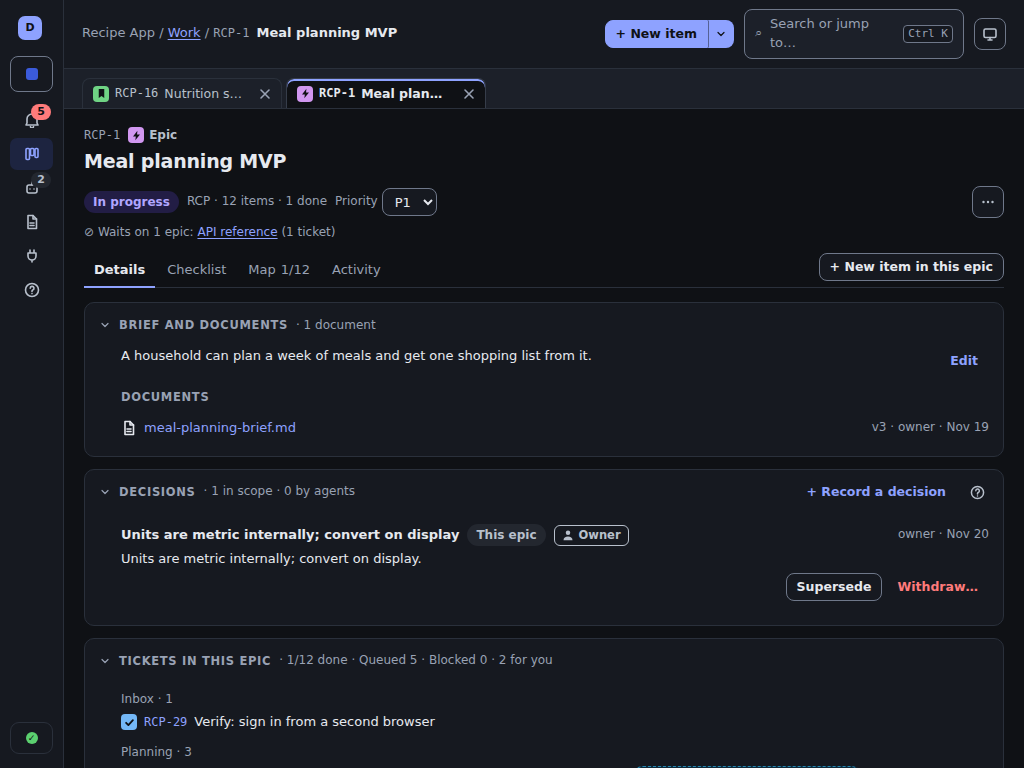 D
Recipe App / Work / RCP-1 Meal planning MVP
+ New item
Search or jump to…
Ctrl K
5
2
RCP-16 Nutrition s…
RCP-1 Meal plan…
RCP-1 Epic
Meal planning MVP
In progress RCP · 12 items · 1 done Priority P1
⊘ Waits on 1 epic: API reference (1 ticket)
Details Checklist Map 1/12 Activity
+ New item in this epic
BRIEF AND DOCUMENTS · 1 document
A household can plan a week of meals and get one shopping list from it.
Edit
DOCUMENTS
meal-planning-brief.md
v3 · owner · Nov 19
DECISIONS · 1 in scope · 0 by agents
+ Record a decision
Units are metric internally; convert on display This epic Owner
owner · Nov 20
Units are metric internally; convert on display.
Supersede Withdraw…
TICKETS IN THIS EPIC · 1/12 done · Queued 5 · Blocked 0 · 2 for you
Inbox · 1
RCP-29 Verify: sign in from a second browser
Planning · 3